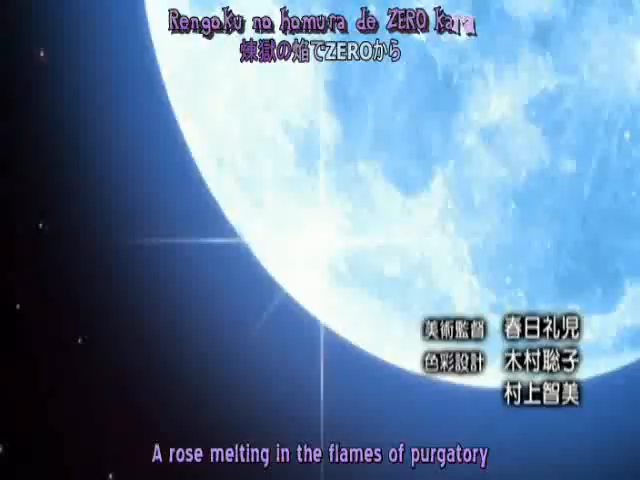 Rengoku no homura de ZERO kara
煉獄の焔でZEROから
美術監督 春日礼児
色彩設計 木村聡子
村上智美
A rose melting in the flames of purgatory